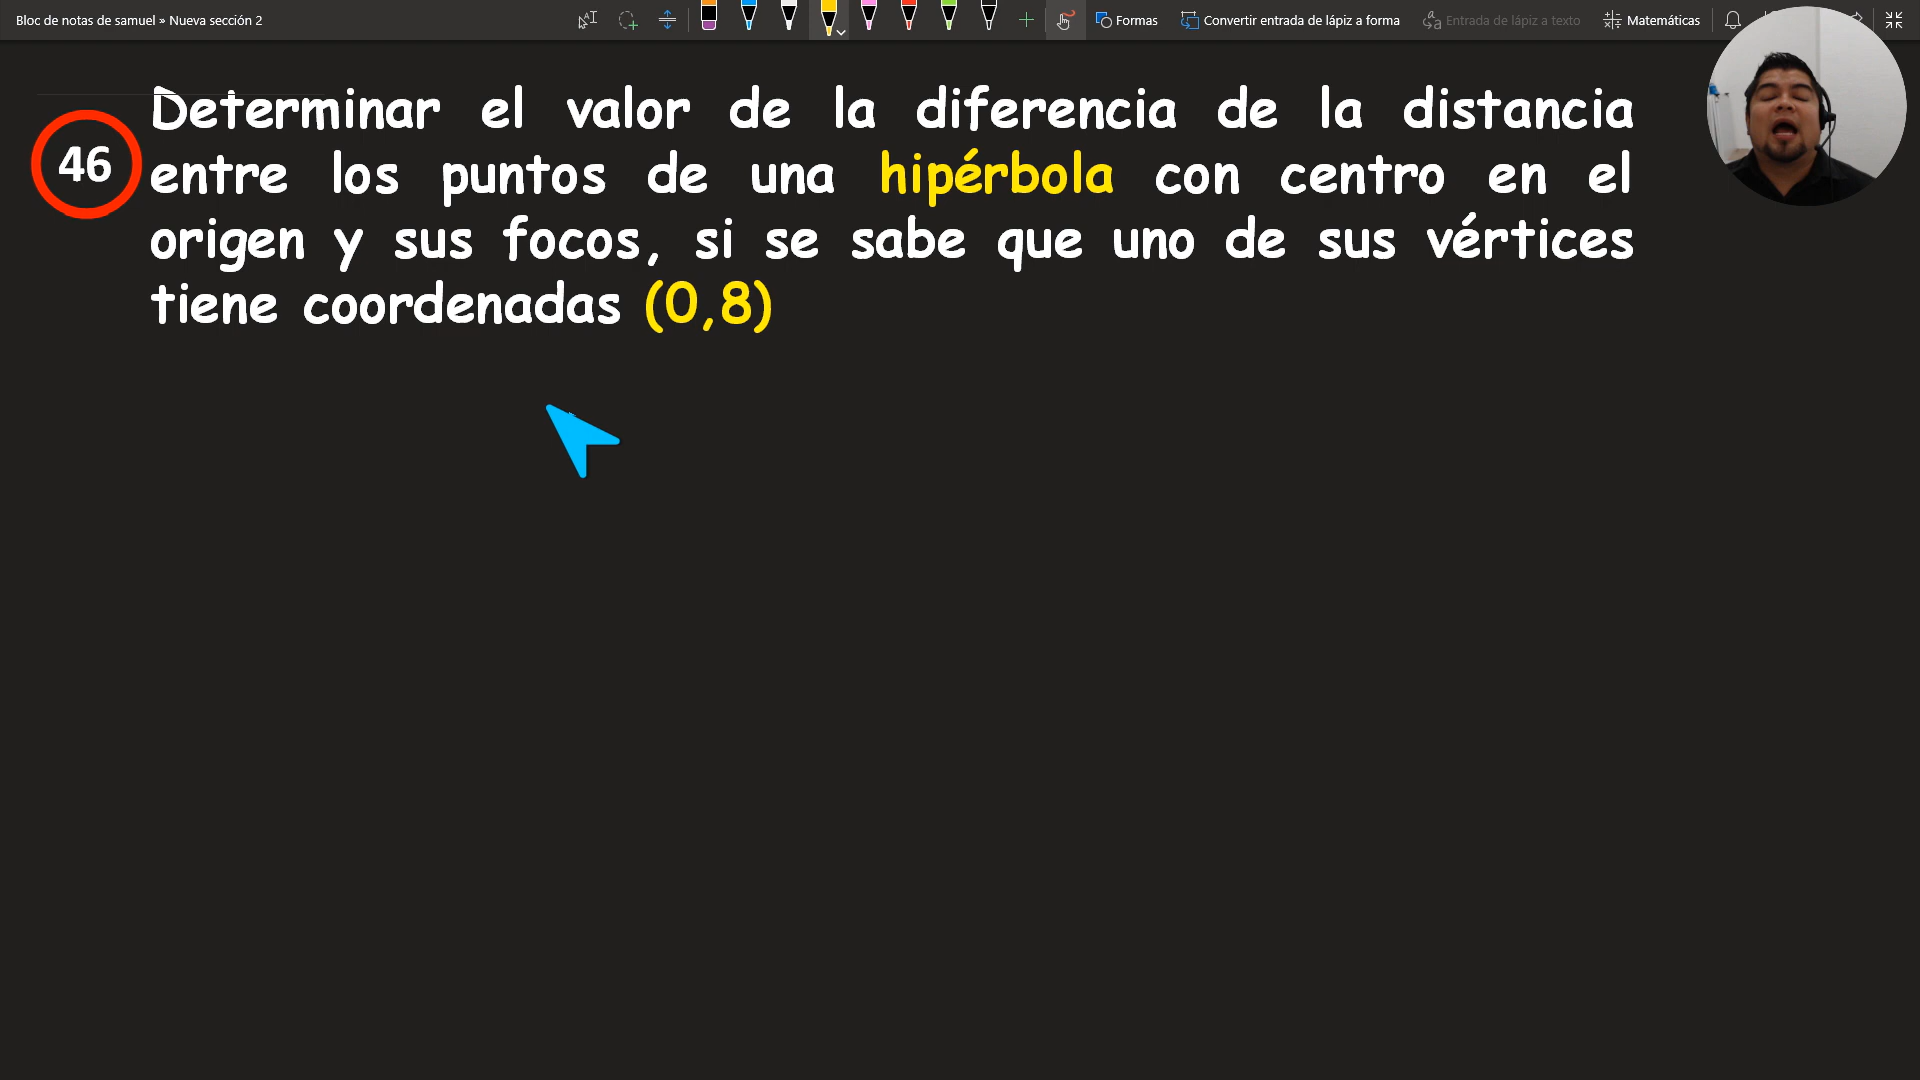 Bloc de notas de samuel » Nueva sección 2
Formas
Convertir entrada de lápiz a forma
Entrada de lápiz a texto
Matemáticas
46
Determinar el valor de la diferencia de la distancia
entre los puntos de una hipérbola con centro en el
origen y sus focos, si se sabe que uno de sus vértices
tiene coordenadas (0,8)